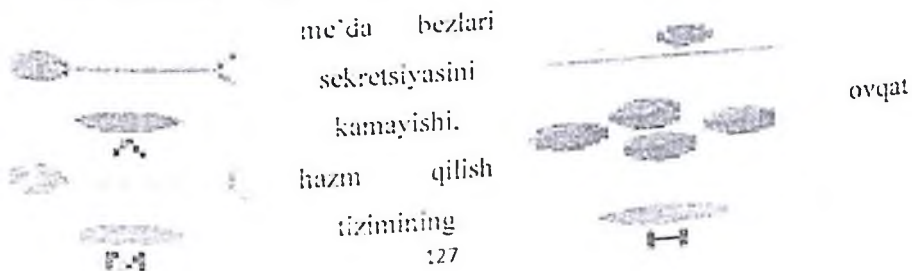 me'da bezlari
sekretsiyasini
kamayishi.
hazm qilish
tizimining
ovqat
127